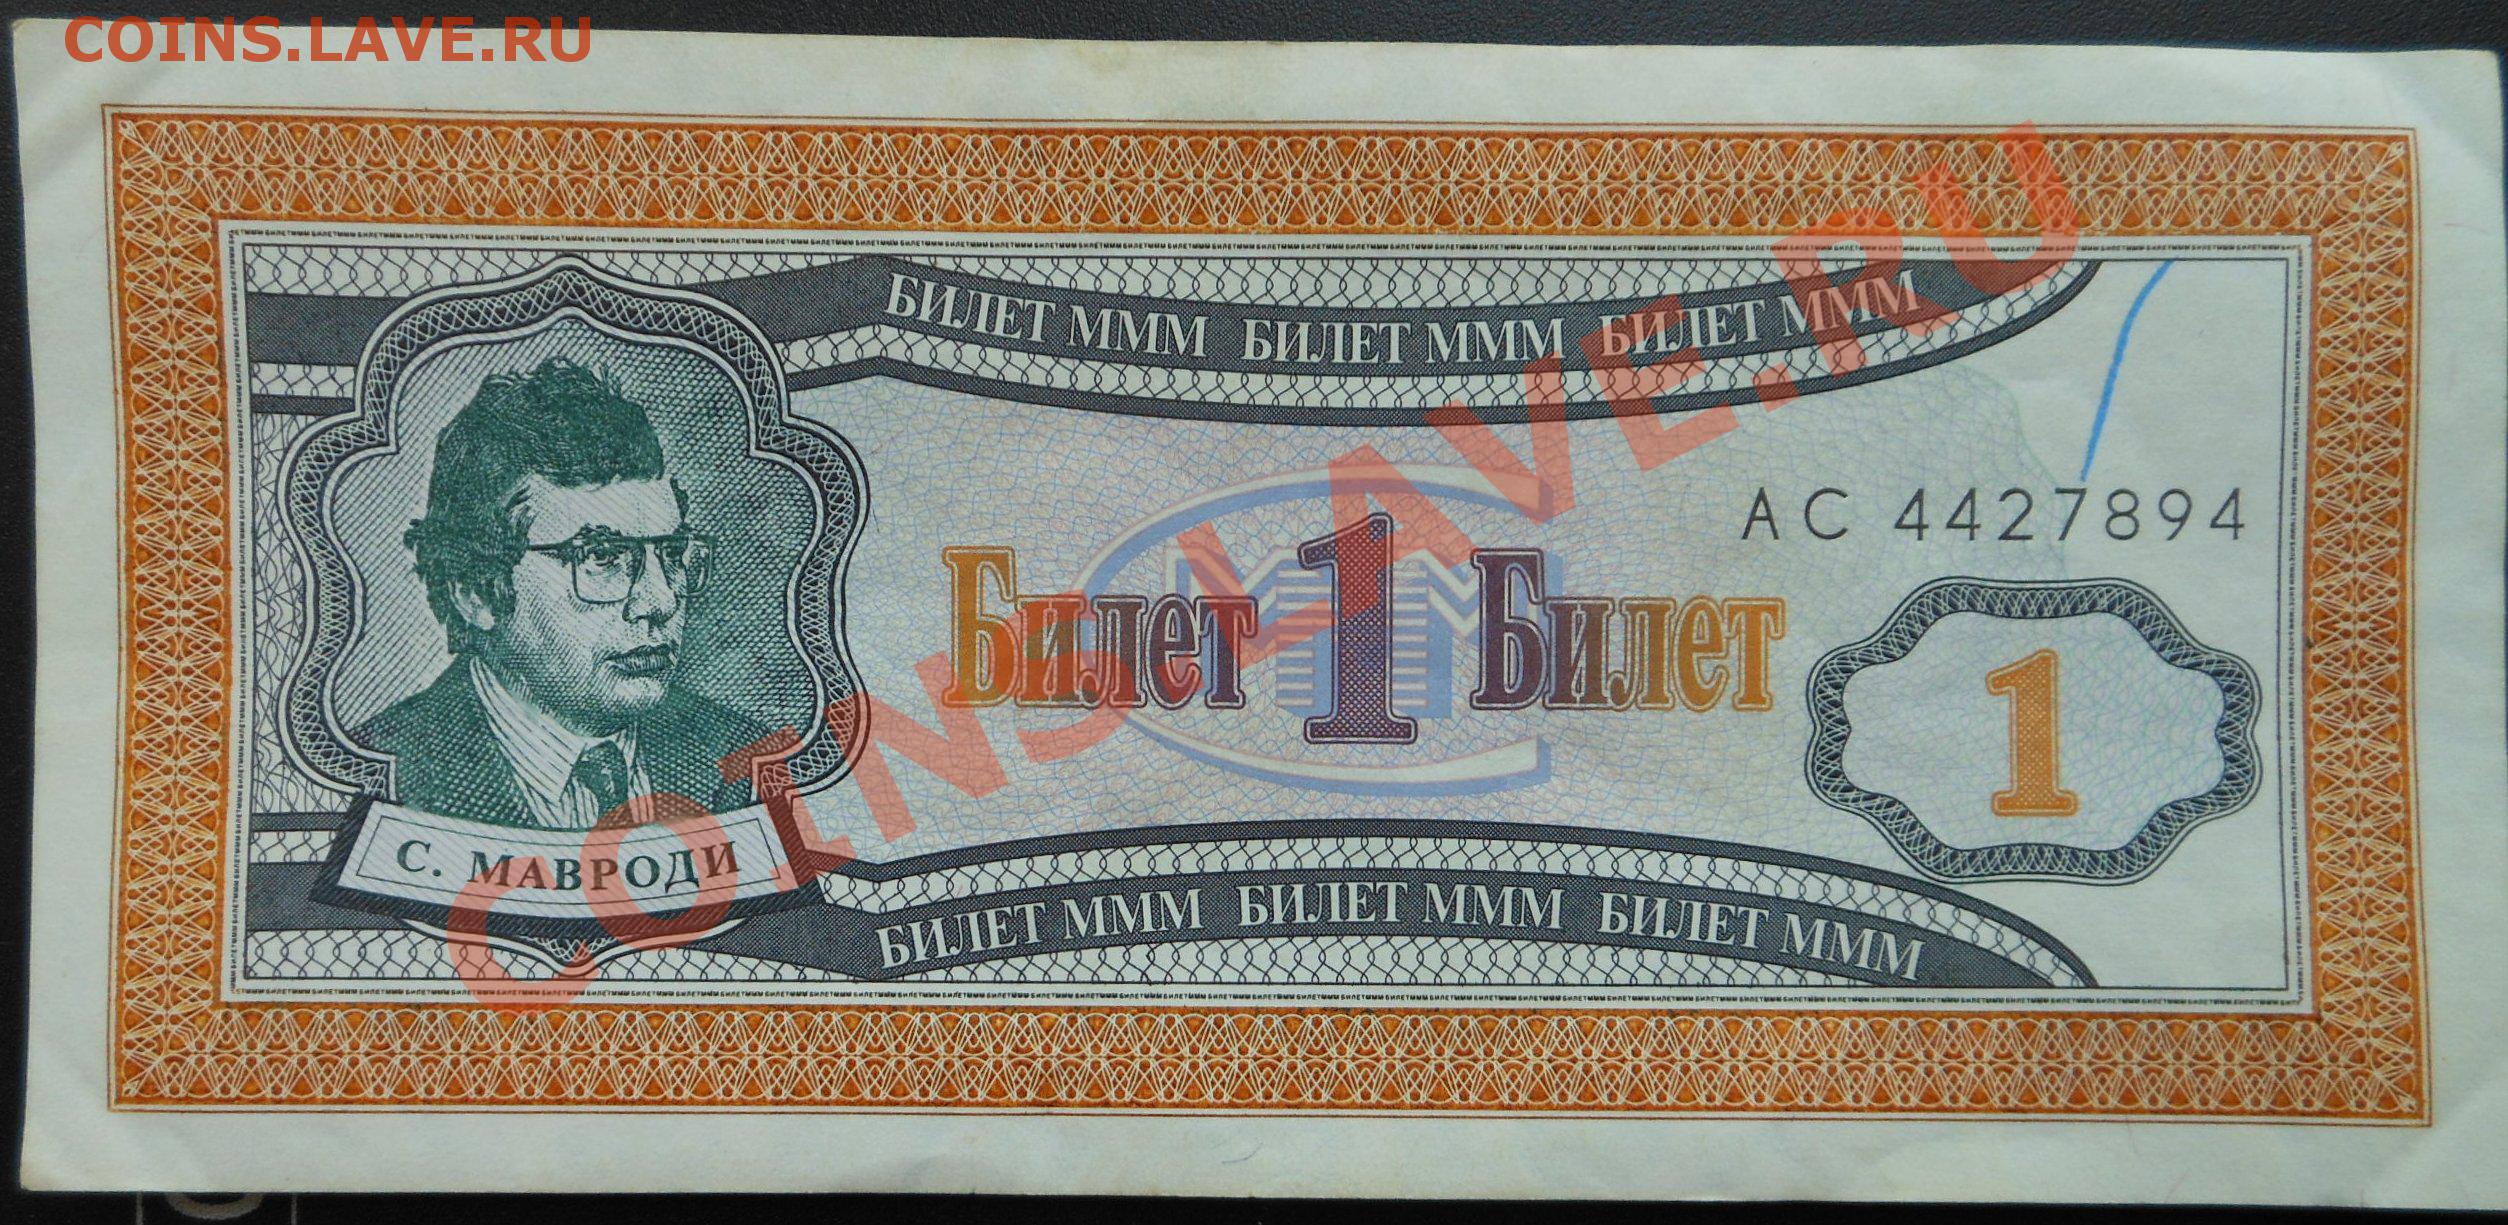 COINS.LAVE.RU
БИЛЕТ МММ БИЛЕТ МММ БИЛЕТ МММ
АС 4427894
Билет 1 Билет
1
С. МАВРОДИ
БИЛЕТ МММ БИЛЕТ МММ БИЛЕТ МММ
COINS.LAVE.RU